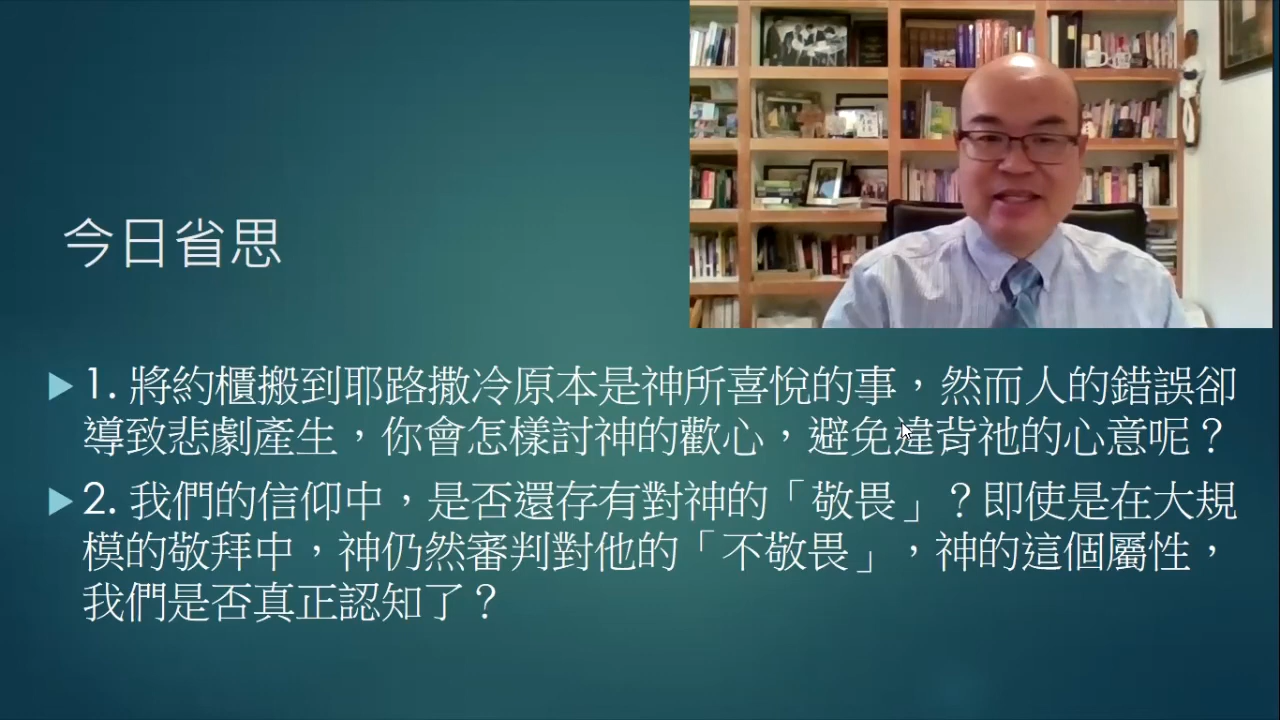 今日省思
1. 將約櫃搬到耶路撒冷原本是神所喜悅的事，然而人的錯誤卻
導致悲劇產生，你會怎樣討神的歡心，避免違背祂的心意呢？
2. 我們的信仰中，是否還存有對神的「敬畏」？即使是在大規
模的敬拜中，神仍然審判對他的「不敬畏」，神的這個屬性，
我們是否真正認知了？